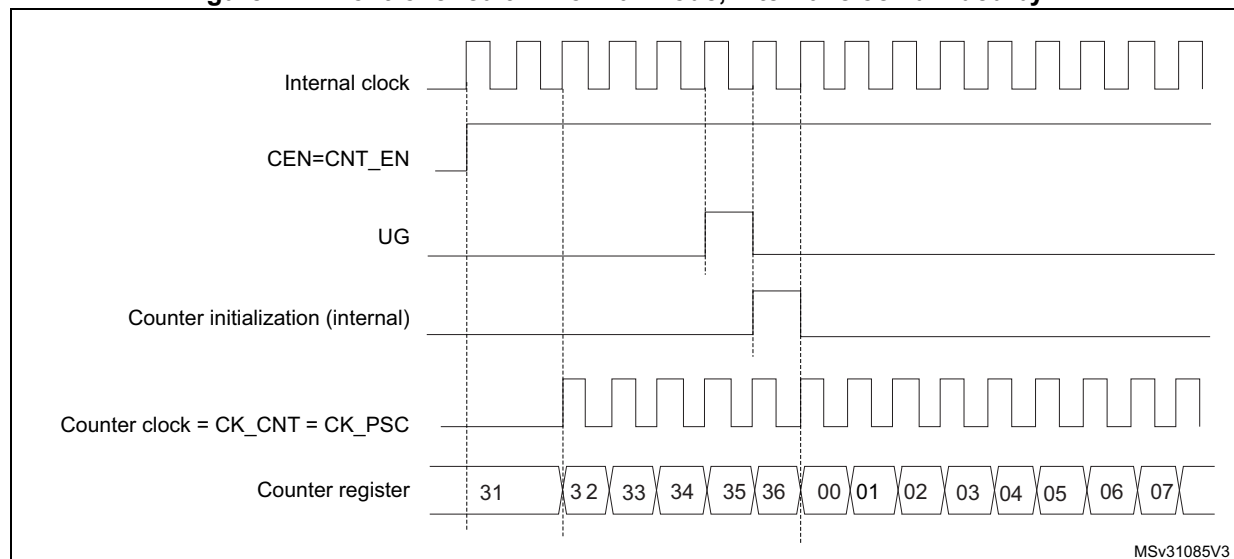 Internal clock
CEN=CNT_EN
UG
Counter initialization (internal)
Counter clock = CK_CNT = CK_PSC
Counter register
31 32 33 34 35 36 00 01 02 03 04 05 06 07
MSv31085V3